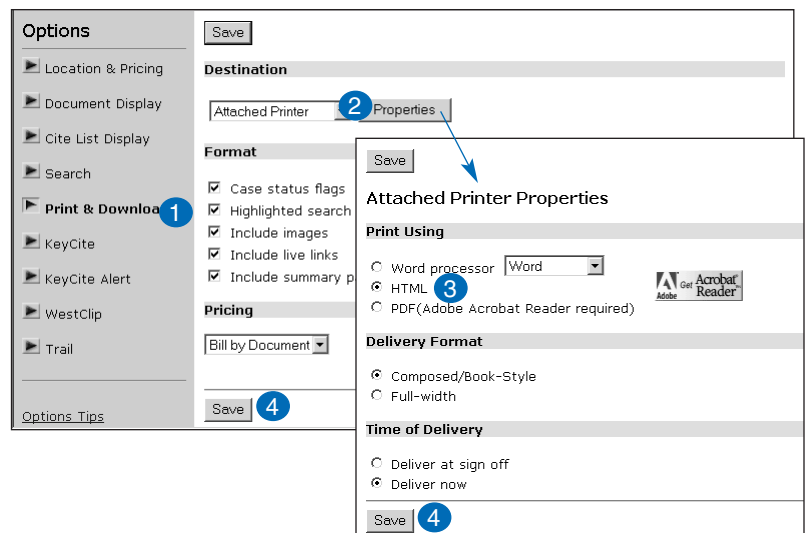 Options
Location & Pricing
Document Display
Cite List Display
Search
Print & Downloa
1
KeyCite
KeyCite Alert
WestClip
Trail
Options Tips
Save
Destination
Attached Printer 2 Properties
Format
Case status flags
Highlighted search
Include images
Include live links
Include summary p
Pricing
Bill by Document
Save 4
Save
Attached Printer Properties
Print Using
Word processor Word
HTML 3
PDF(Adobe Acrobat Reader required)
Adobe Get Acrobat Reader
Delivery Format
Composed/Book-Style
Full-width
Time of Delivery
Deliver at sign off
Deliver now
Save 4